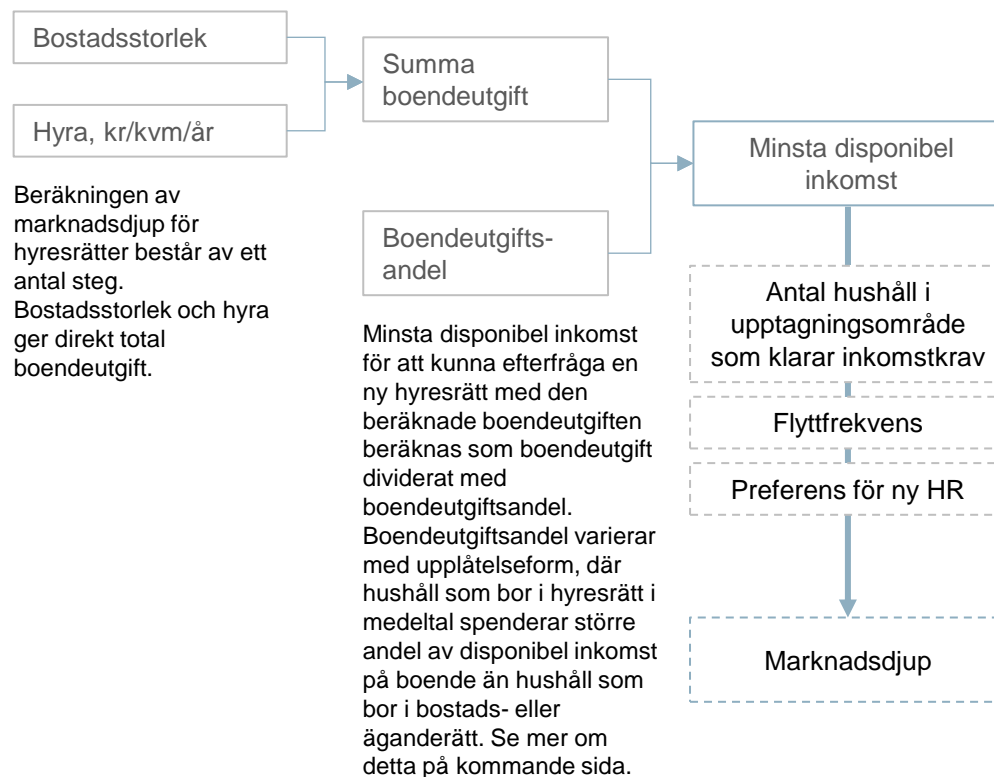 Bostadsstorlek
Hyra, kr/kvm/år
Beräkningen av
marknadsdjup för
hyresrätter består av ett
antal steg.
Bostadsstorlek och hyra
ger direkt total
boendeutgift.
Summa
boendeutgift
Boendeutgifts-
andel
Minsta disponibel inkomst
för att kunna efterfråga en
ny hyresrätt med den
beräknade boendeutgiften
beräknas som boendeutgift
dividerat med
boendeutgiftsandel.
Boendeutgiftsandel varierar
med upplåtelseform, där
hushåll som bor i hyresrätt i
medeltal spenderar större
andel av disponibel inkomst
på boende än hushåll som
bor i bostads- eller
äganderätt. Se mer om
detta på kommande sida.
Minsta disponibel
inkomst
Antal hushåll i
upptagningsområde
som klarar inkomstkrav
Flyttfrekvens
Preferens för ny HR
Marknadsdjup